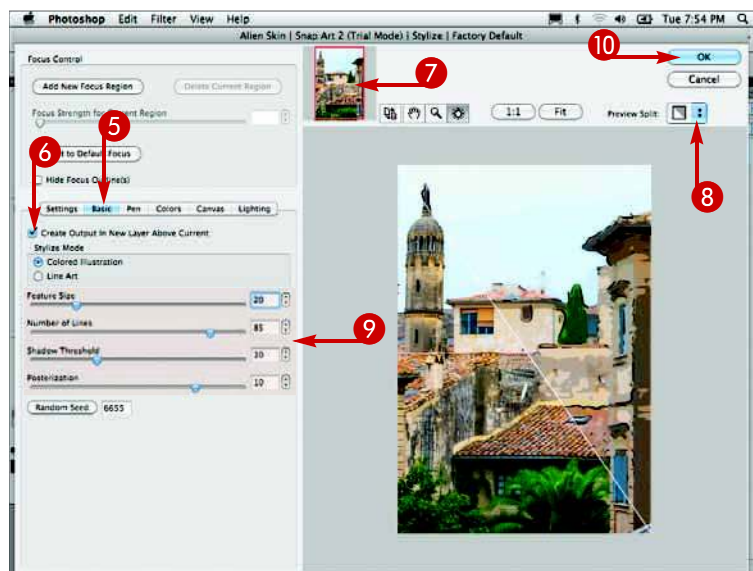 Photoshop Edit Filter View Help Tue 7:54 PM
Alien Skin | Snap Art 2 (Trial Mode) | Stylize | Factory Default
Focus Control
Add New Focus Region Delete Current Region
Focus Strength for Current Region
to Default Focus
Hide Focus Outline(s)
Settings Basic Pen Colors Canvas Lighting
Create Output In New Layer Above Current
Stylize Mode
Colored Illustration
Line Art
Feature Size 20
Number of Lines 85
Shadow Threshold 30
Posterization 10
Random Seed 6655
1:1 Fit Preview Split:
OK
Cancel
5
6
7
8
9
10